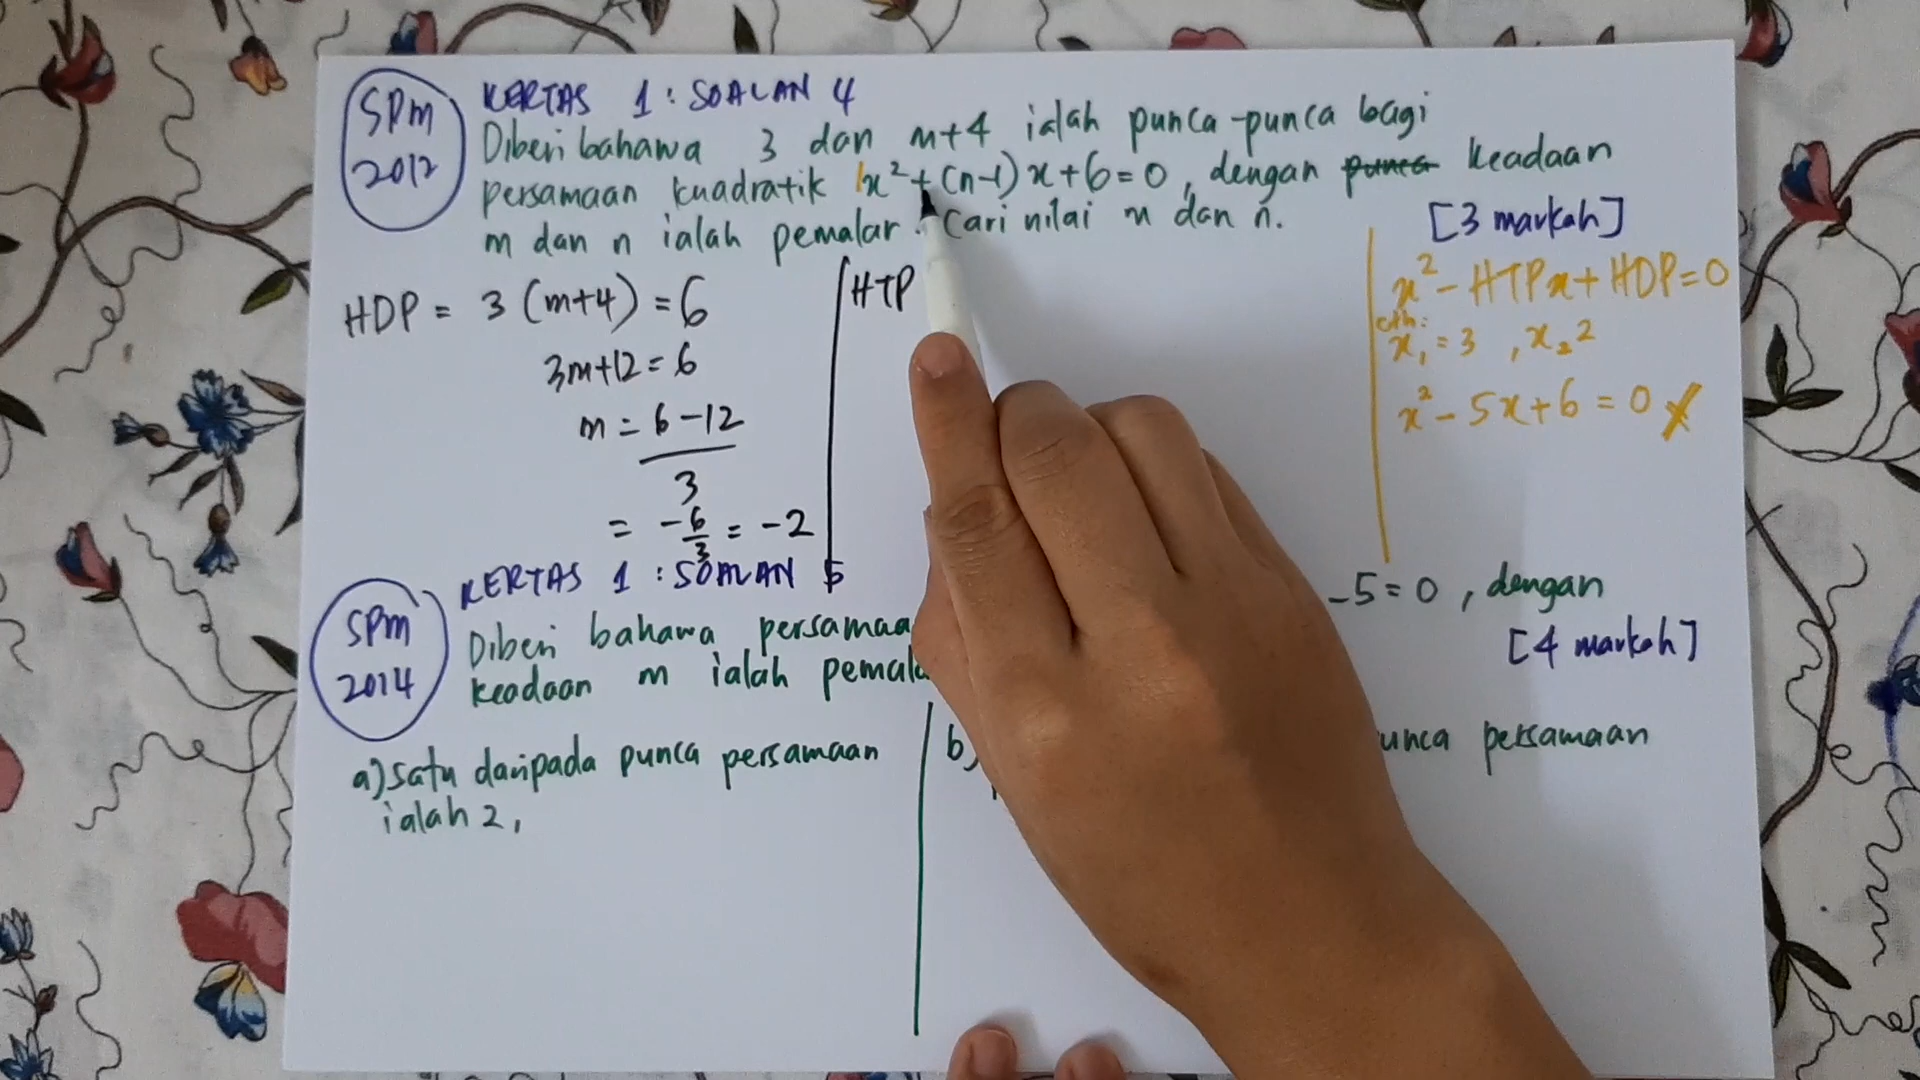 SPM
2012
KERTAS 1 : SOALAN 4
Diberi bahawa 3 dan m+4 ialah punca-punca bagi
persamaan kuadratik 1x²+(n-1)x+6=0, dengan punca keadaan
m dan n ialah pemalar. Cari nilai m dan n.
[3 markah]
HDP = 3 (m+4) = 6
3m+12 = 6
m = 6-12
3
= -6/3 = -2
HTP
x² - HTPx + HDP = 0
cth:
x₁ = 3 , x₂ 2
x² - 5x + 6 = 0
SPM
2014
KERTAS 1 : SOALAN 5
Diberi bahawa -5=0, dengan
keadaan m ialah
[4 markah]
a) satu daripada punca persamaan
ialah 2,
b) persamaan